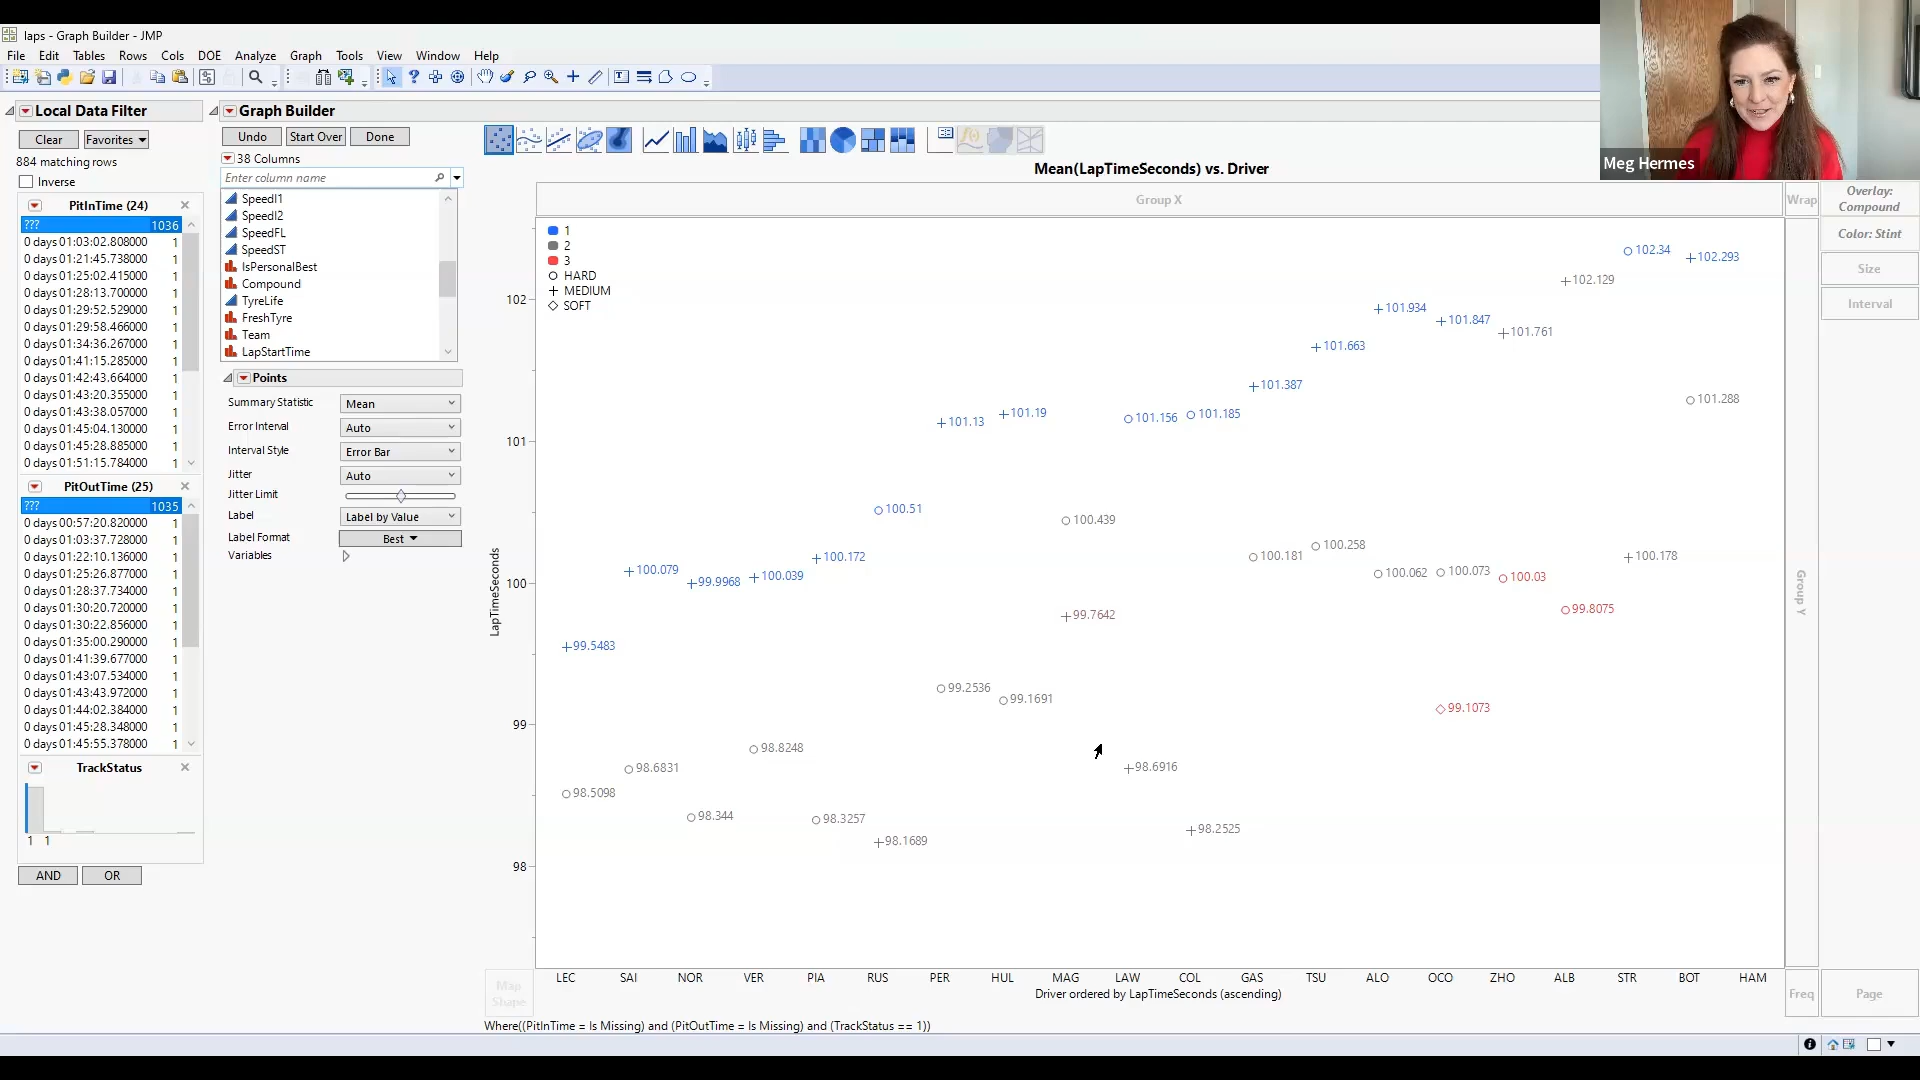 laps - Graph Builder - JMP
File Edit Tables Rows Cols DOE Analyze Graph Tools View Window Help
Local Data Filter
Clear Favorites
884 matching rows
Inverse
PitInTime (24)
??? 1036
0 days 01:03:02.808000 1
0 days 01:21:45.738000 1
0 days 01:25:02.415000 1
0 days 01:28:13.700000 1
0 days 01:29:52.529000 1
0 days 01:29:58.466000 1
0 days 01:34:36.267000 1
0 days 01:41:15.285000 1
0 days 01:42:43.664000 1
0 days 01:43:20.355000 1
0 days 01:43:38.057000 1
0 days 01:45:04.130000 1
0 days 01:45:28.885000 1
0 days 01:51:15.784000 1
PitOutTime (25)
??? 1035
0 days 00:57:20.820000 1
0 days 01:03:37.728000 1
0 days 01:22:10.136000 1
0 days 01:25:26.877000 1
0 days 01:28:37.734000 1
0 days 01:30:20.720000 1
0 days 01:30:22.856000 1
0 days 01:35:00.290000 1
0 days 01:41:39.677000 1
0 days 01:43:07.534000 1
0 days 01:43:43.972000 1
0 days 01:44:02.384000 1
0 days 01:45:28.348000 1
0 days 01:45:55.378000 1
TrackStatus
1 1
AND OR
Graph Builder
Undo Start Over Done
38 Columns
Enter column name
SpeedI1
SpeedI2
SpeedFL
SpeedST
IsPersonalBest
Compound
TyreLife
FreshTyre
Team
LapStartTime
Points
Summary Statistic Mean
Error Interval Auto
Interval Style Error Bar
Jitter Auto
Jitter Limit
Label Label by Value
Label Format Best
Variables
Mean(LapTimeSeconds) vs. Driver
Group X
Wrap
Overlay:
Compound
Color: Stint
Size
Interval
1
2
3
HARD
MEDIUM
SOFT
102.34
102.293
102.129
102
101.934
101.847
101.761
101.663
101.387
101.288
101.13
101.19
101.156
101.185
101
100.51
100.439
100.258
100.181
100.178
100.172
100.079
99.9968
100.039
100.062
100.073
100.03
100
99.8075
99.7642
99.5483
99.2536
99.1691
99.1073
99
98.8248
98.6831
98.6916
98.5098
98.344
98.3257
98.2525
98.1689
98
LapTimeSeconds
Group Y
LEC SAI NOR VER PIA RUS PER HUL MAG LAW COL GAS TSU ALO OCO ZHO ALB STR BOT HAM
Driver ordered by LapTimeSeconds (ascending)
Map
Shape
Freq
Page
Where((PitInTime = Is Missing) and (PitOutTime = Is Missing) and (TrackStatus == 1))
Meg Hermes